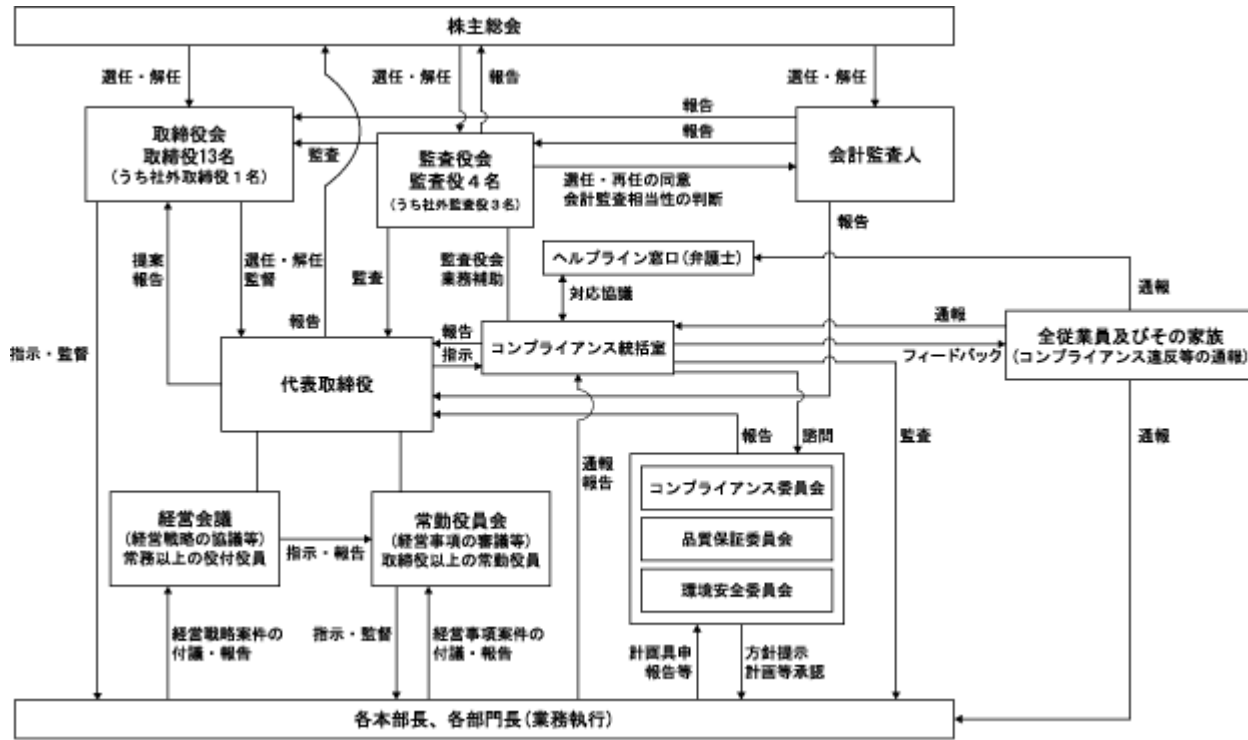 株主総会
選任・解任
選任・解任
報告
選任・解任
報告
報告
取締役会
取締役13名
(うち社外取締役1名)
監査
監査役会
監査役4名
(うち社外監査役3名)
会計監査人
選任・再任の同意
会計監査相当性の判断
報告
提案
報告
選任・解任
監督
監査
監査役会
業務補助
ヘルプライン窓口(弁護士)
対応協議
通報
報告
指示・監督
報告
指示
コンプライアンス統括室
通報
フィードバック
全従業員及びその家族
(コンプライアンス違反等の通報)
代表取締役
報告
諮問
監査
通報
通報
報告
経営会議
(経営戦略の協議等)
常務以上の役付役員
指示・報告
常勤役員会
(経営事項の審議等)
取締役以上の常勤役員
コンプライアンス委員会
品質保証委員会
環境安全委員会
経営戦略案件の
付議・報告
指示・監督
経営事項案件の
付議・報告
計画具申
報告等
方針提示
計画等承認
各本部長、各部門長(業務執行)